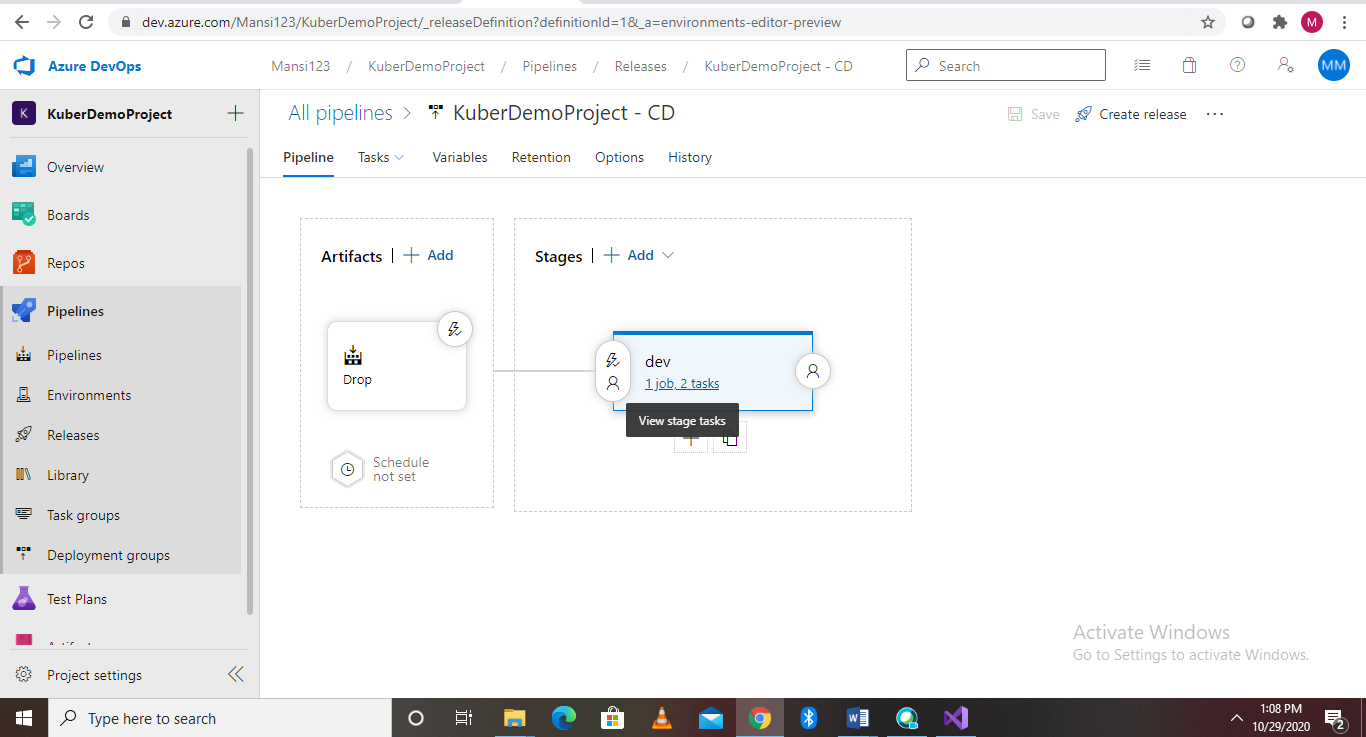 dev.azure.com/Mansi123/KuberDemoProject/_releaseDefinition?definitionId=1&_a=environments-editor-preview
M
Azure DevOps
Mansi123 / KuberDemoProject / Pipelines / Releases / KuberDemoProject - CD
Search
MM
K
KuberDemoProject
All pipelines > KuberDemoProject - CD
Save
Create release
Pipeline
Tasks
Variables
Retention
Options
History
Overview
Boards
Repos
Pipelines
Pipelines
Environments
Releases
Library
Task groups
Deployment groups
Test Plans
Project settings
Artifacts | + Add
Stages | + Add
Drop
dev
1 job, 2 tasks
View stage tasks
Schedule
not set
Activate Windows
Go to Settings to activate Windows.
Type here to search
1:08 PM
10/29/2020
2